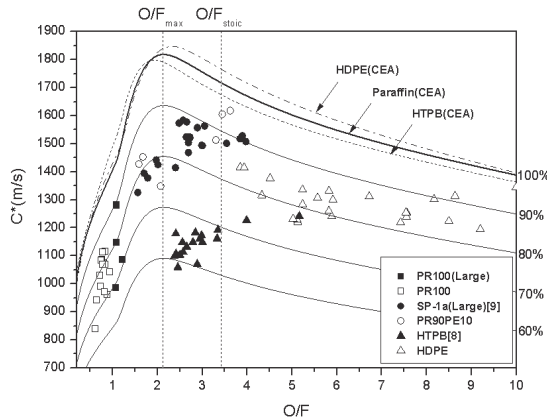 O/F max O/F stoic
1900
1800
1700
1600
1500
1400
1300
1200
1100
1000
900
800
700
C*(m/s)
HDPE(CEA)
Paraffin(CEA)
HTPB(CEA)
100%
90%
80%
70%
60%
PR100(Large)
PR100
SP-1a(Large)[9]
PR90PE10
HTPB[8]
HDPE
1 2 3 4 5 6 7 8 9 10
O/F